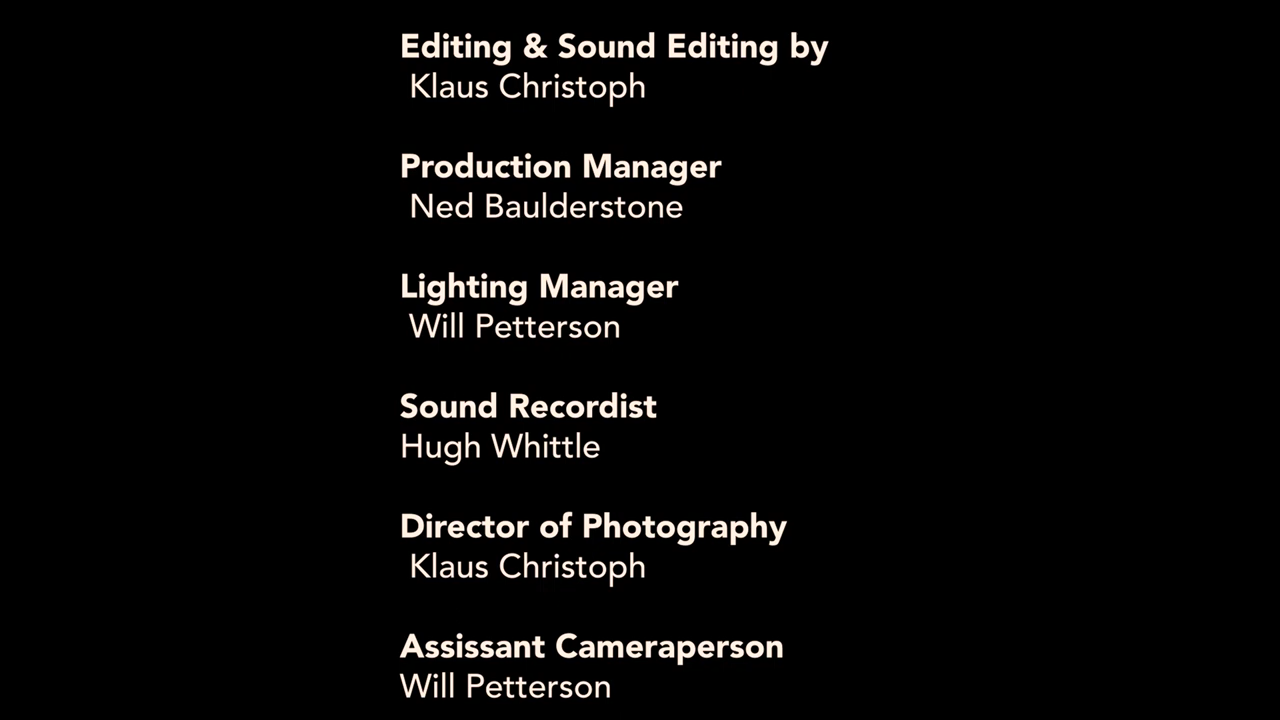 Editing & Sound Editing by
Klaus Christoph
Production Manager
Ned Baulderstone
Lighting Manager
Will Petterson
Sound Recordist
Hugh Whittle
Director of Photography
Klaus Christoph
Assissant Cameraperson
Will Petterson